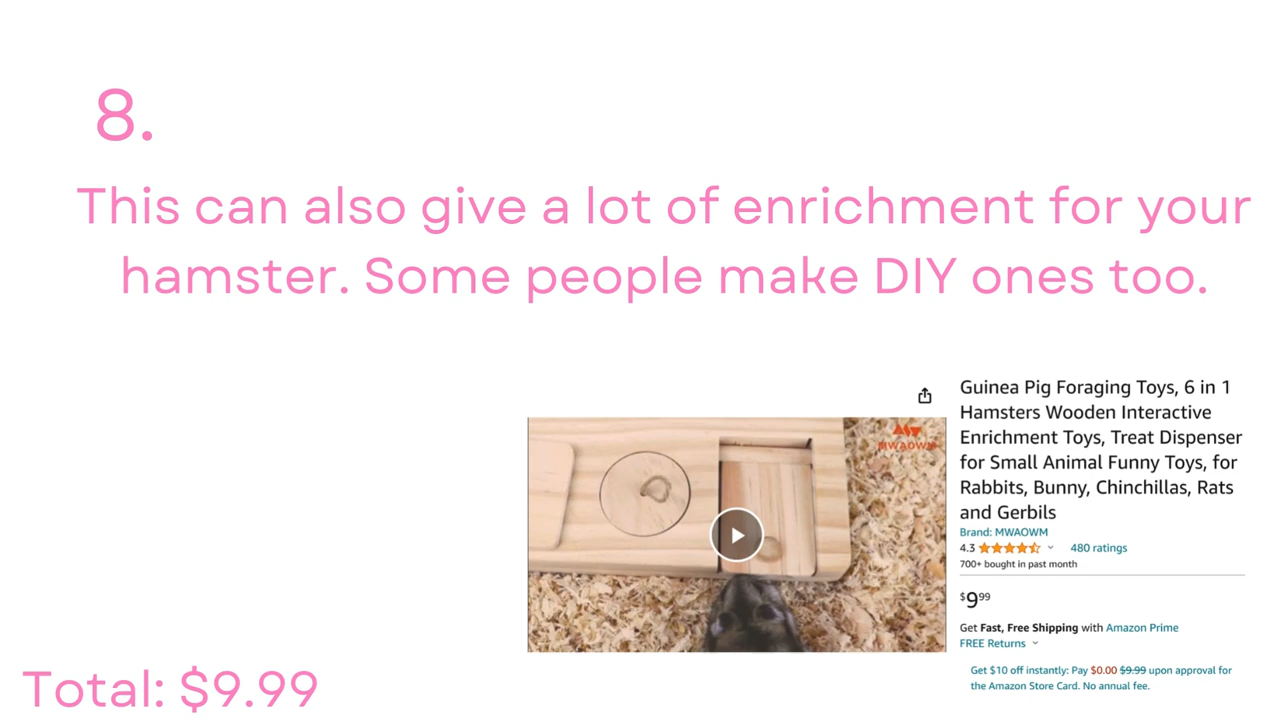 8.
This can also give a lot of enrichment for your
hamster. Some people make DIY ones too.
MWAOWM
Guinea Pig Foraging Toys, 6 in 1
Hamsters Wooden Interactive
Enrichment Toys, Treat Dispenser
for Small Animal Funny Toys, for
Rabbits, Bunny, Chinchillas, Rats
and Gerbils
Brand: MWAOWM
4.3 480 ratings
700+ bought in past month
$999
Get Fast, Free Shipping with Amazon Prime
FREE Returns
Get $10 off instantly: Pay $0.00 $9.99 upon approval for
the Amazon Store Card. No annual fee.
Total: $9.99